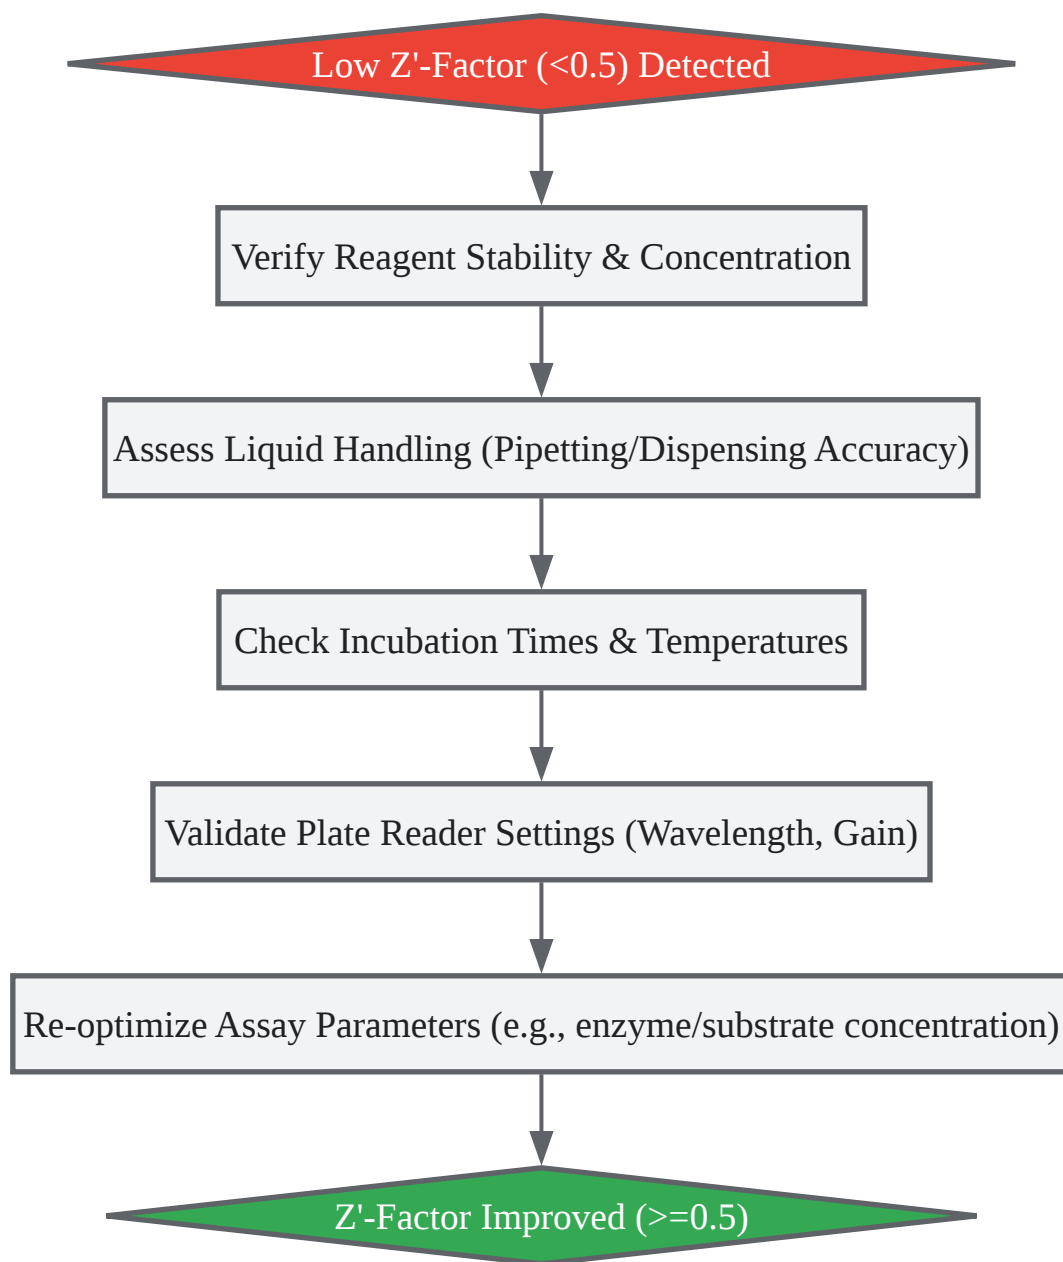 Low Z'-Factor (<0.5) Detected
Verify Reagent Stability & Concentration
Assess Liquid Handling (Pipetting/Dispensing Accuracy)
Check Incubation Times & Temperatures
Validate Plate Reader Settings (Wavelength, Gain)
Re-optimize Assay Parameters (e.g., enzyme/substrate concentration)
Z'-Factor Improved (>=0.5)